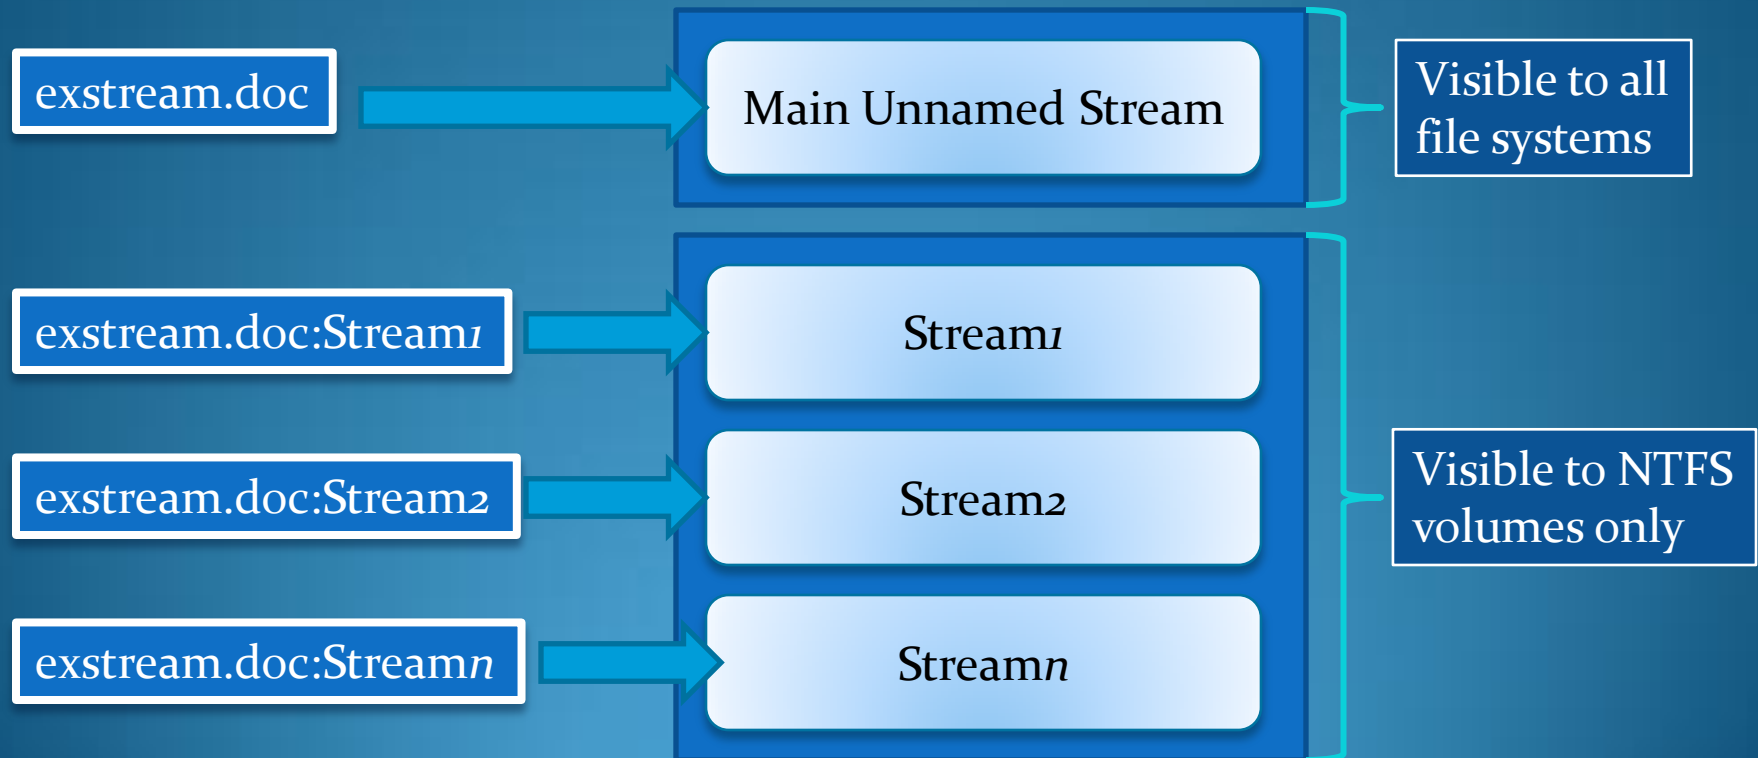 exstream.doc
Main Unnamed Stream
Visible to all
file systems
exstream.doc:Stream1
Stream1
exstream.doc:Stream2
Stream2
Visible to NTFS
volumes only
exstream.doc:Streamn
Streamn